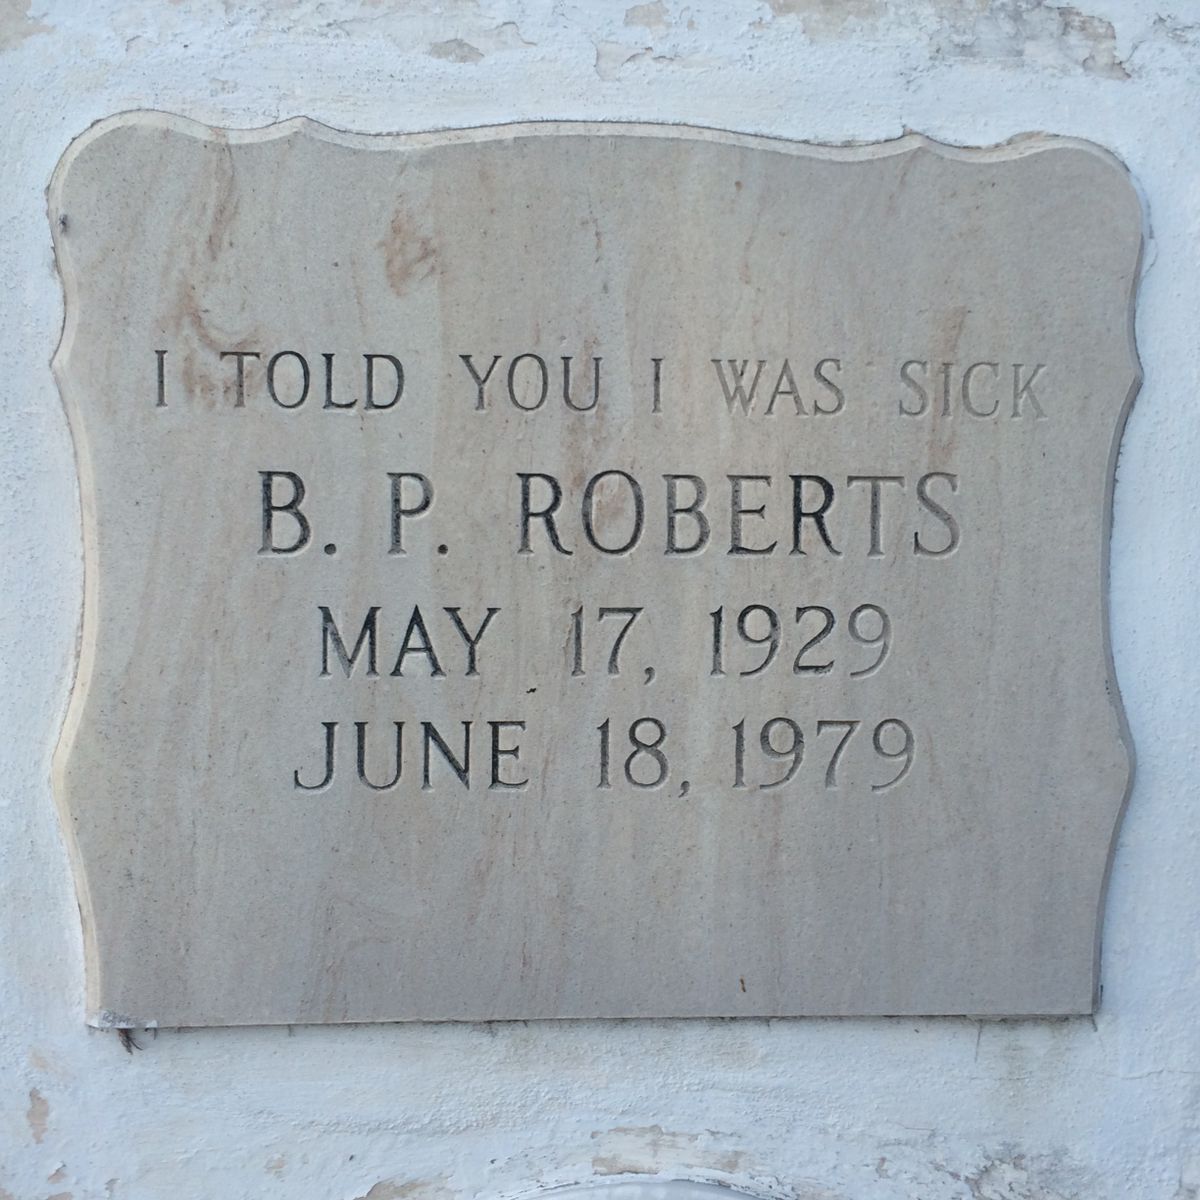 I TOLD YOU I WAS SICK
B. P. ROBERTS
MAY 17, 1929
JUNE 18, 1979